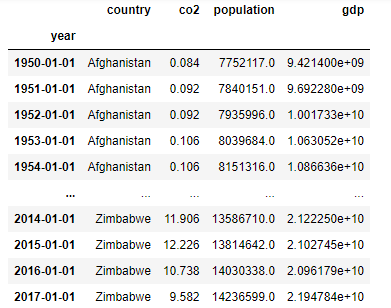 country co2 population gdp
year
1950-01-01 Afghanistan 0.084 7752117.0 9.421400e+09
1951-01-01 Afghanistan 0.092 7840151.0 9.692280e+09
1952-01-01 Afghanistan 0.092 7935996.0 1.001733e+10
1953-01-01 Afghanistan 0.106 8039684.0 1.063052e+10
1954-01-01 Afghanistan 0.106 8151316.0 1.086636e+10
... ... ... ... ...
2014-01-01 Zimbabwe 11.906 13586710.0 2.122250e+10
2015-01-01 Zimbabwe 12.226 13814642.0 2.102745e+10
2016-01-01 Zimbabwe 10.738 14030338.0 2.096179e+10
2017-01-01 Zimbabwe 9.582 14236599.0 2.194784e+10